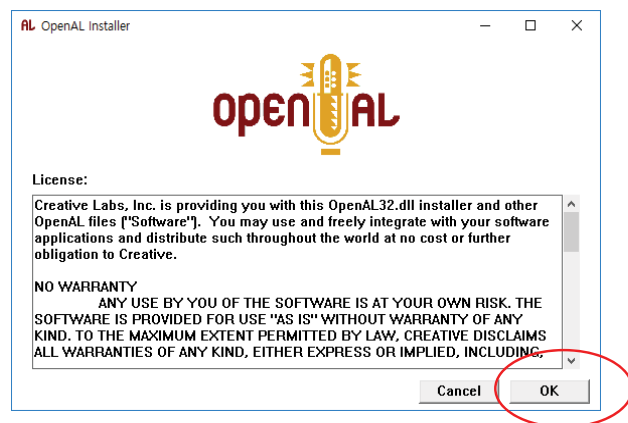 AL OpenAL Installer
OPEN AL
License:
Creative Labs, Inc. is providing you with this OpenAL32.dll installer and other
OpenAL files ("Software").  You may use and freely integrate with your software
applications and distribute such throughout the world at no cost or further
obligation to Creative.
NO WARRANTY
ANY USE BY YOU OF THE SOFTWARE IS AT YOUR OWN RISK. THE
SOFTWARE IS PROVIDED FOR USE "AS IS" WITHOUT WARRANTY OF ANY
KIND. TO THE MAXIMUM EXTENT PERMITTED BY LAW, CREATIVE DISCLAIMS
ALL WARRANTIES OF ANY KIND, EITHER EXPRESS OR IMPLIED, INCLUDING,
Cancel OK